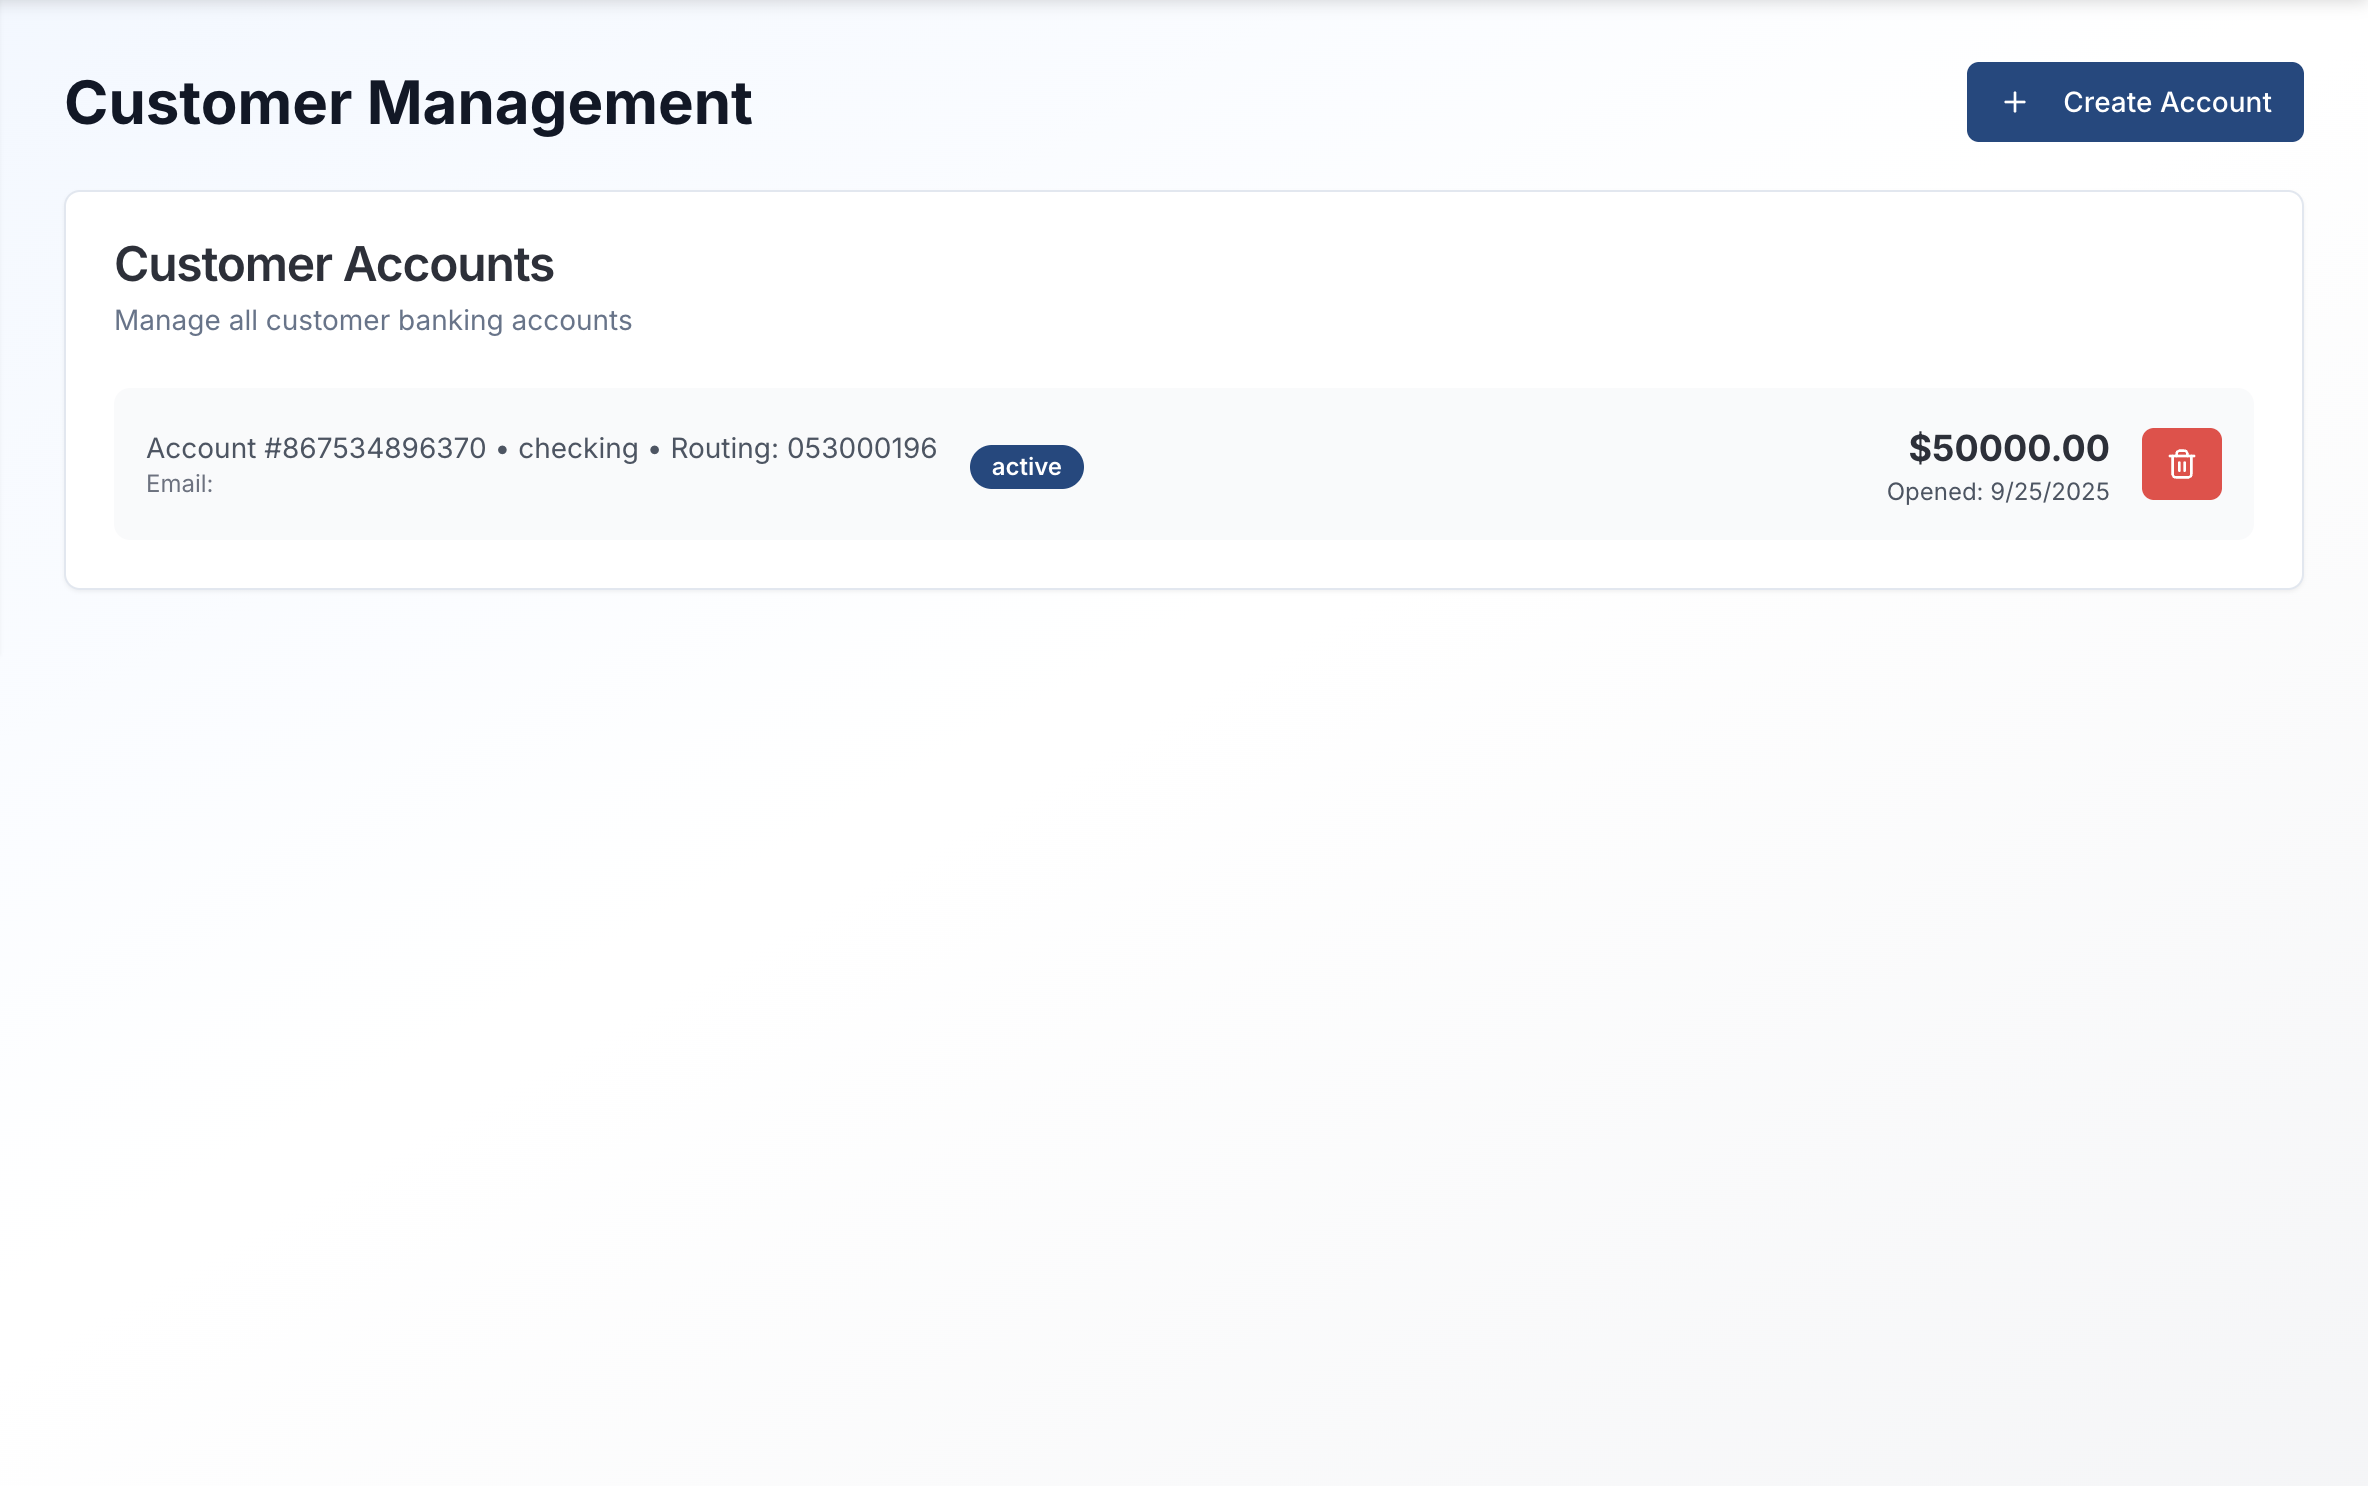 Customer Management
+ Create Account
Customer Accounts
Manage all customer banking accounts
Account #867534896370 • checking • Routing: 053000196
Email:
active
$50000.00
Opened: 9/25/2025